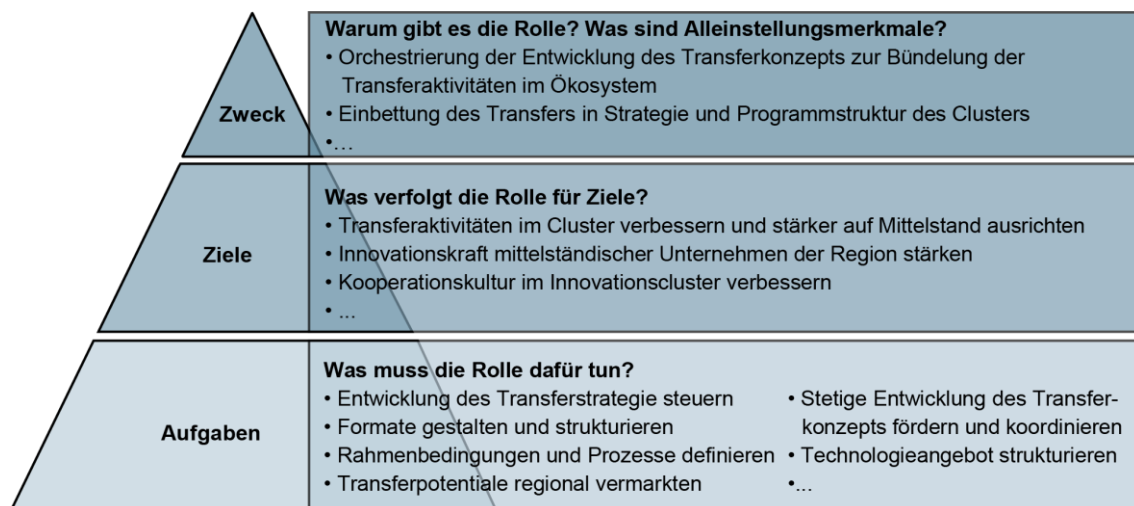 Zweck
Warum gibt es die Rolle? Was sind Alleinstellungsmerkmale?
• Orchestrierung der Entwicklung des Transferkonzepts zur Bündelung der
Transferaktivitäten im Ökosystem
• Einbettung des Transfers in Strategie und Programmstruktur des Clusters
•…
Ziele
Was verfolgt die Rolle für Ziele?
• Transferaktivitäten im Cluster verbessern und stärker auf Mittelstand ausrichten
• Innovationskraft mittelständischer Unternehmen der Region stärken
• Kooperationskultur im Innovationscluster verbessern
• ...
Aufgaben
Was muss die Rolle dafür tun?
• Entwicklung des Transferstrategie steuern
• Formate gestalten und strukturieren
• Rahmenbedingungen und Prozesse definieren
• Transferpotentiale regional vermarkten
• Stetige Entwicklung des Transfer-
konzepts fördern und koordinieren
• Technologieangebot strukturieren
•...